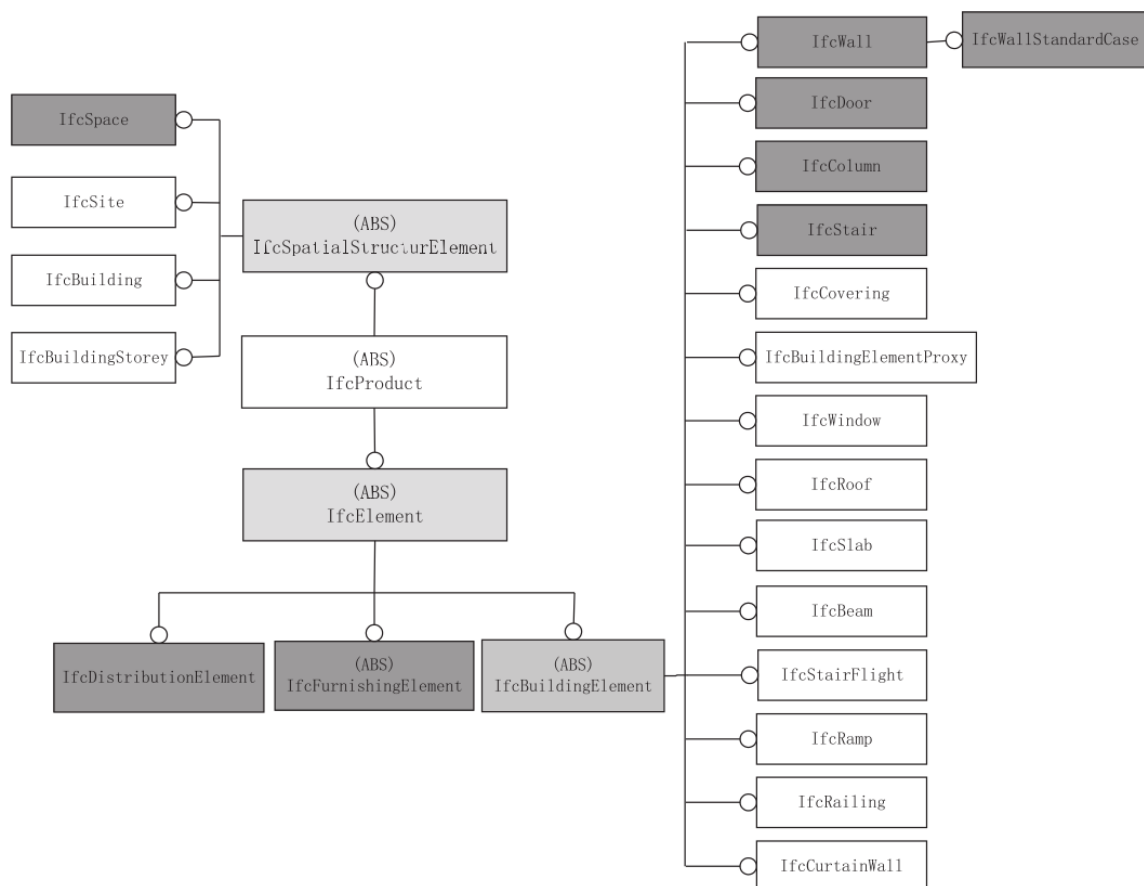 IfcWall
IfcWallStandardCase
IfcSpace
IfcDoor
IfcColumn
IfcSite
(ABS)
IfcSpatialStructurElement
IfcStair
IfcBuilding
IfcCovering
IfcBuildingStorey
(ABS)
IfcProduct
IfcBuildingElementProxy
IfcWindow
(ABS)
IfcElement
IfcRoof
IfcSlab
IfcBeam
IfcDistributionElement
(ABS)
IfcFurnishingElement
(ABS)
IfcBuildingElement
IfcStairFlight
IfcRamp
IfcRailing
IfcCurtainWall